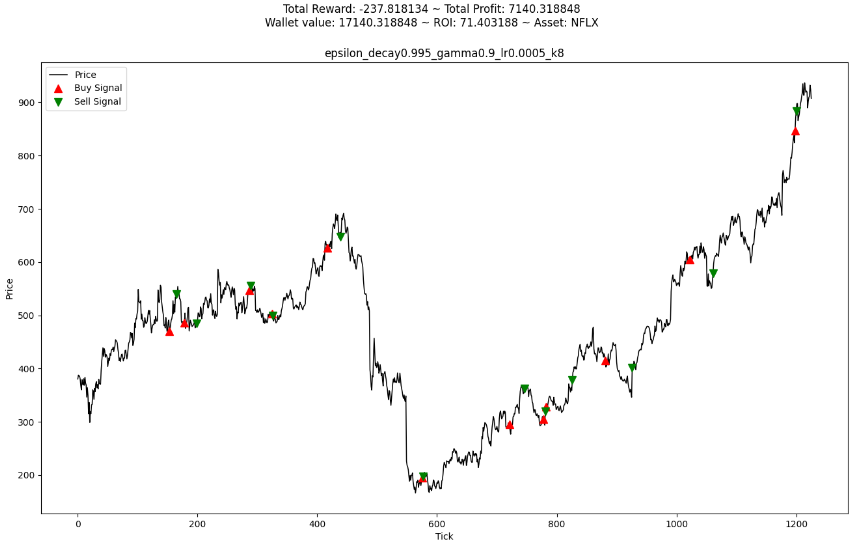 Total Reward: -237.818134 ~ Total Profit: 7140.318848
Wallet value: 17140.318848 ~ ROI: 71.403188 ~ Asset: NFLX
epsilon_decay0.995_gamma0.9_lr0.0005_k8
Price
Buy Signal
Sell Signal
900
800
700
600
500
400
300
200
Price
0
200
400
600
800
1000
1200
Tick